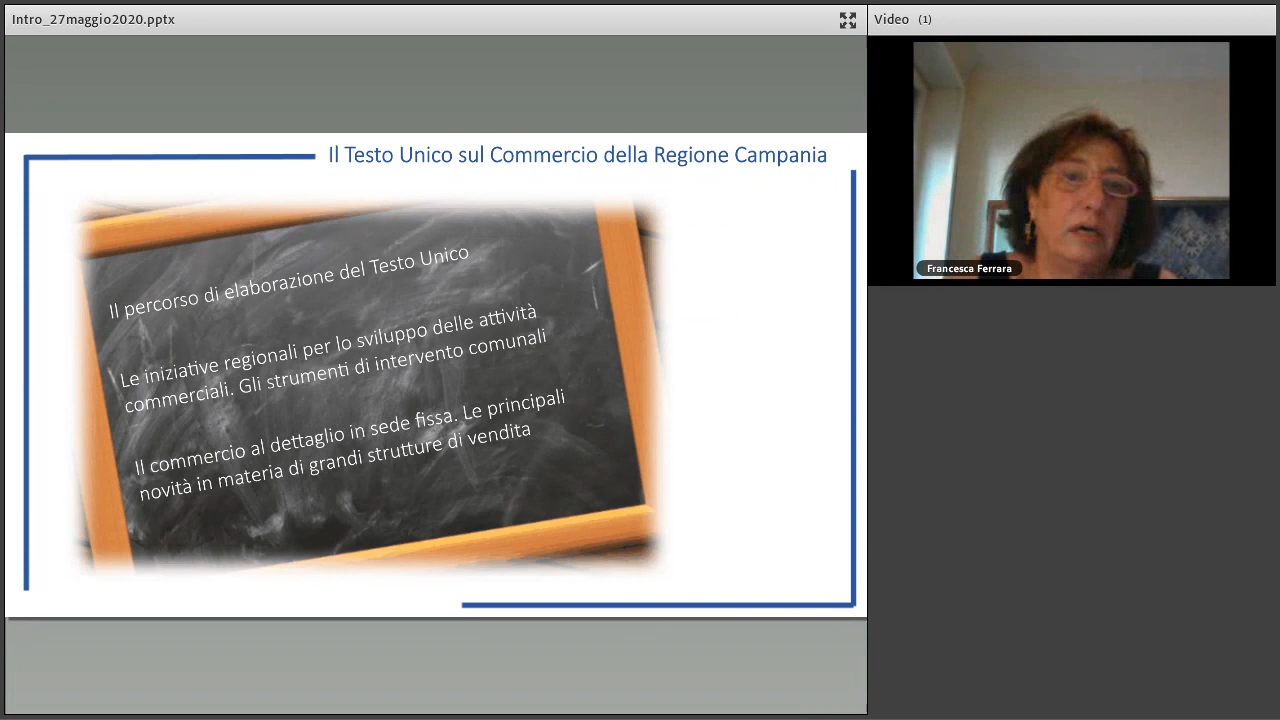 Intro_27maggio2020.pptx
Video (1)
Il Testo Unico sul Commercio della Regione Campania
Il percorso di elaborazione del Testo Unico
Le iniziative regionali per lo sviluppo delle attività
commerciali. Gli strumenti di intervento comunali
Il commercio al dettaglio in sede fissa. Le principali
novità in materia di grandi strutture di vendita
Francesca Ferrara